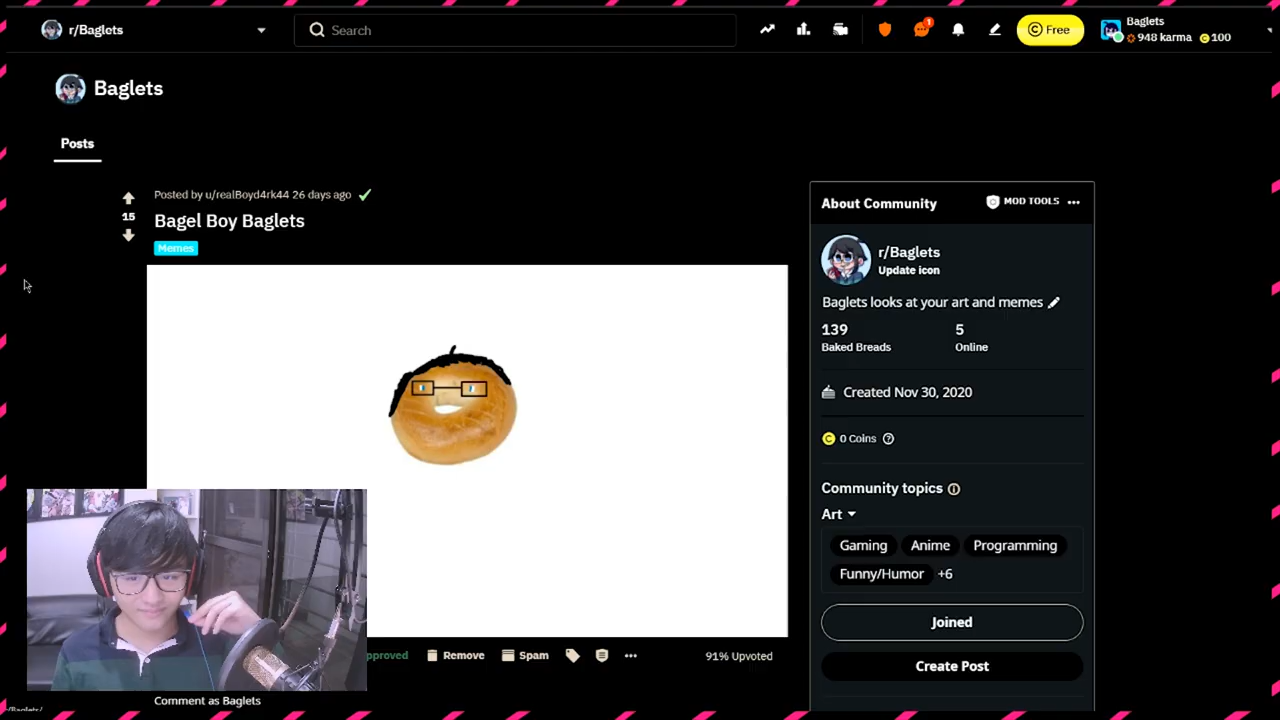 r/Baglets
Search
1
Free
Baglets
948 karma
100
Baglets
Posts
Posted by u/realBoyd4rk44 26 days ago
15
Bagel Boy Baglets
Memes
About Community
MOD TOOLS
r/Baglets
Update icon
Baglets looks at your art and memes
139
5
Baked Breads
Online
Created Nov 30, 2020
0 Coins
Community topics
Art
Gaming
Anime
Programming
Funny/Humor
+6
Joined
Create Post
pproved
Remove
Spam
91% Upvoted
Comment as Baglets
r/Baglets/